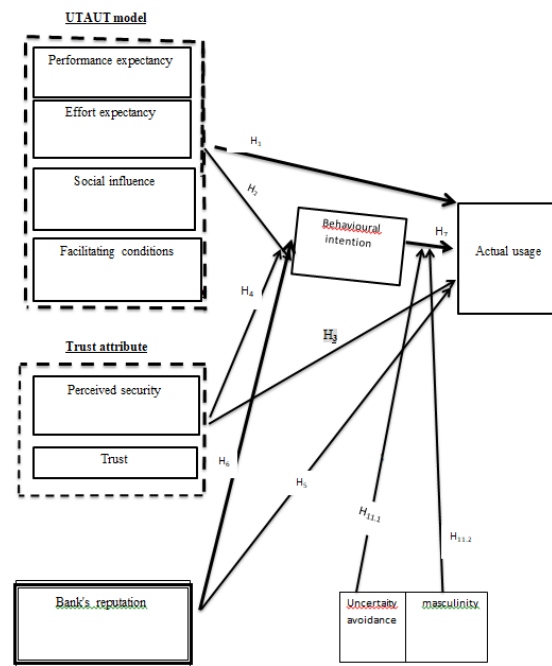 UTAUT model
Performance expectancy
Effort expectancy
Social influence
Facilitating conditions
H1
H2
Behavioural
intention
H7
Actual usage
H4
H3
Trust attribute
Perceived security
Trust
H6
H5
H11.1
H11.2
Bank's reputation
Uncertaity
avoidance
masculinity